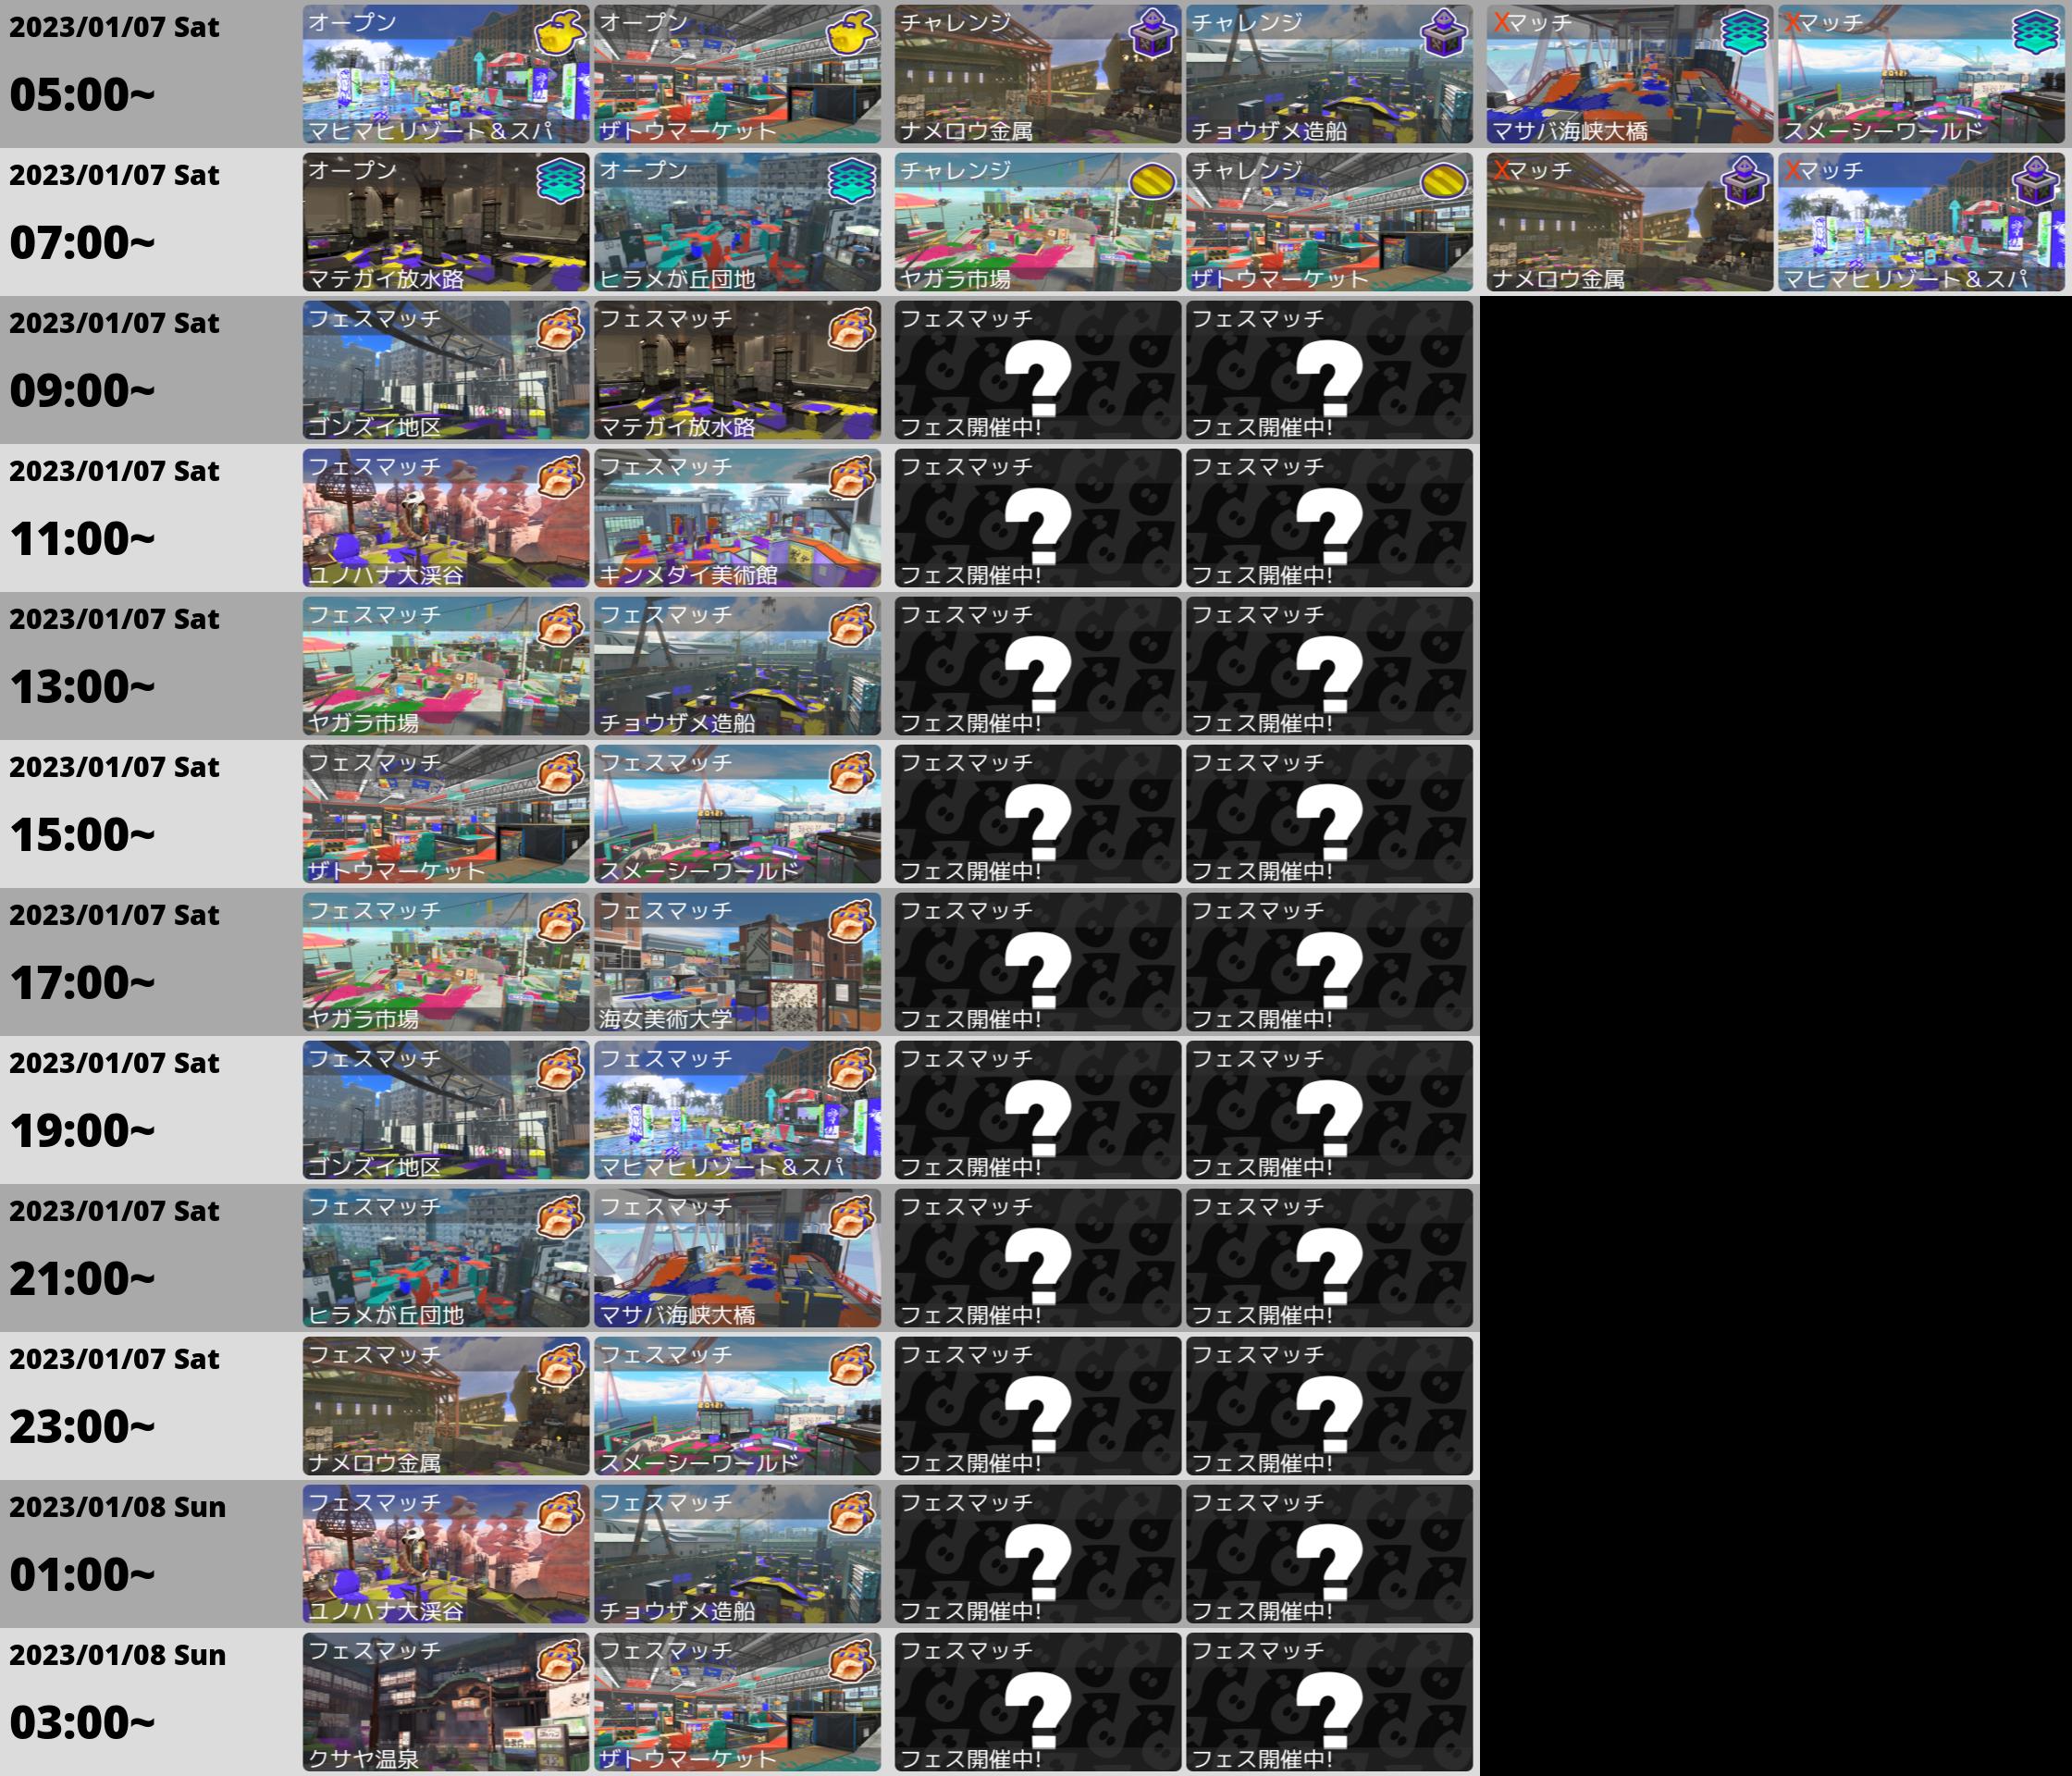 2023/01/07 Sat
05:00~
オープン
マヒマヒリゾート＆スパ
オープン
ザトウマーケット
チャレンジ
ナメロウ金属
チャレンジ
チョウザメ造船
Xマッチ
マサバ海峡大橋
Xマッチ
スメーシーワールド
2023/01/07 Sat
07:00~
オープン
マテガイ放水路
オープン
ヒラメが丘団地
チャレンジ
ヤガラ市場
チャレンジ
ザトウマーケット
Xマッチ
ナメロウ金属
Xマッチ
マヒマヒリゾート＆スパ
2023/01/07 Sat
09:00~
フェスマッチ
ゴンズイ地区
フェスマッチ
マテガイ放水路
フェスマッチ
?
フェス開催中!
フェスマッチ
?
フェス開催中!
2023/01/07 Sat
11:00~
フェスマッチ
ユノハナ大渓谷
フェスマッチ
キンメダイ美術館
フェスマッチ
?
フェス開催中!
フェスマッチ
?
フェス開催中!
2023/01/07 Sat
13:00~
フェスマッチ
ヤガラ市場
フェスマッチ
チョウザメ造船
フェスマッチ
?
フェス開催中!
フェスマッチ
?
フェス開催中!
2023/01/07 Sat
15:00~
フェスマッチ
ザトウマーケット
フェスマッチ
スメーシーワールド
フェスマッチ
?
フェス開催中!
フェスマッチ
?
フェス開催中!
2023/01/07 Sat
17:00~
フェスマッチ
ヤガラ市場
フェスマッチ
海女美術大学
フェスマッチ
?
フェス開催中!
フェスマッチ
?
フェス開催中!
2023/01/07 Sat
19:00~
フェスマッチ
ゴンズイ地区
フェスマッチ
マヒマヒリゾート＆スパ
フェスマッチ
?
フェス開催中!
フェスマッチ
?
フェス開催中!
2023/01/07 Sat
21:00~
フェスマッチ
ヒラメが丘団地
フェスマッチ
マサバ海峡大橋
フェスマッチ
?
フェス開催中!
フェスマッチ
?
フェス開催中!
2023/01/07 Sat
23:00~
フェスマッチ
ナメロウ金属
フェスマッチ
スメーシーワールド
フェスマッチ
?
フェス開催中!
フェスマッチ
?
フェス開催中!
2023/01/08 Sun
01:00~
フェスマッチ
ユノハナ大渓谷
フェスマッチ
チョウザメ造船
フェスマッチ
?
フェス開催中!
フェスマッチ
?
フェス開催中!
2023/01/08 Sun
03:00~
フェスマッチ
クサヤ温泉
フェスマッチ
ザトウマーケット
フェスマッチ
?
フェス開催中!
フェスマッチ
?
フェス開催中!